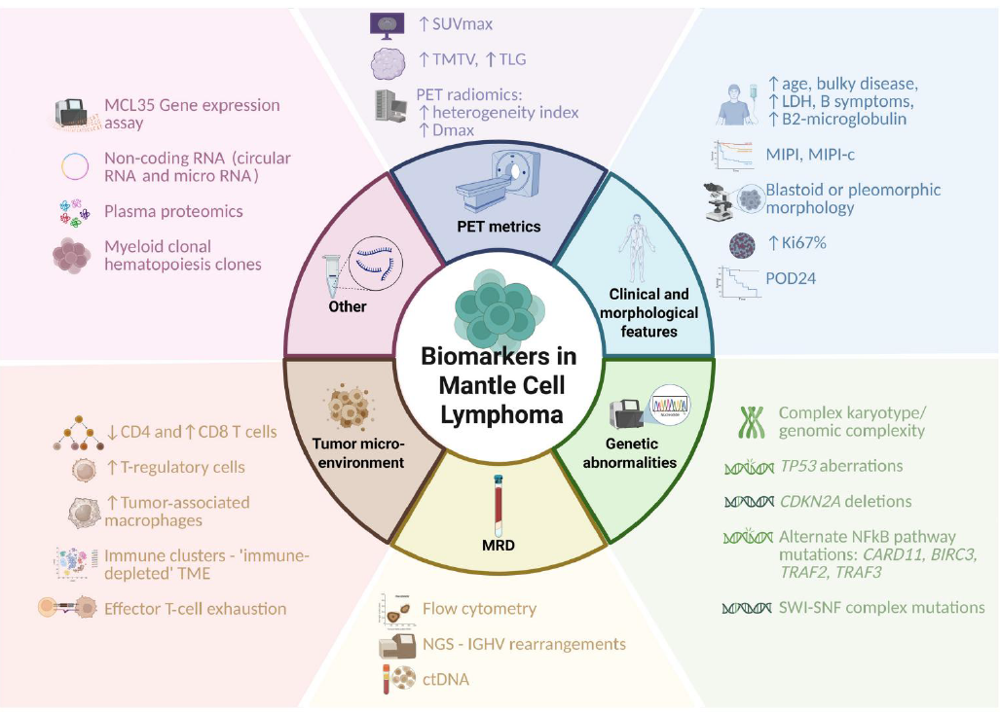 ↑ SUVmax
↑ TMTV, ↑ TLG
PET radiomics:
↑ heterogeneity index
↑ Dmax
MCL35 Gene expression
assay
Non-coding RNA (circular
RNA and micro RNA)
Plasma proteomics
Myeloid clonal
hematopoiesis clones
↑ age, bulky disease,
↑ LDH, B symptoms,
↑ B2-microglobulin
MIPI, MIPI-c
Blastoid or pleomorphic
morphology
↑ Ki67%
POD24
PET metrics
Other
Clinical and
morphological
features
Biomarkers in
Mantle Cell
Lymphoma
Tumor micro-
environment
Genetic
abnormalities
MRD
↓ CD4 and ↑ CD8 T cells
↑ T-regulatory cells
↑ Tumor-associated
macrophages
Immune clusters - 'immune-
depleted' TME
Effector T-cell exhaustion
Flow cytometry
NGS - IGHV rearrangements
ctDNA
Complex karyotype/
genomic complexity
TP53 aberrations
CDKN2A deletions
Alternate NFkB pathway
mutations: CARD11, BIRC3,
TRAF2, TRAF3
SWI-SNF complex mutations